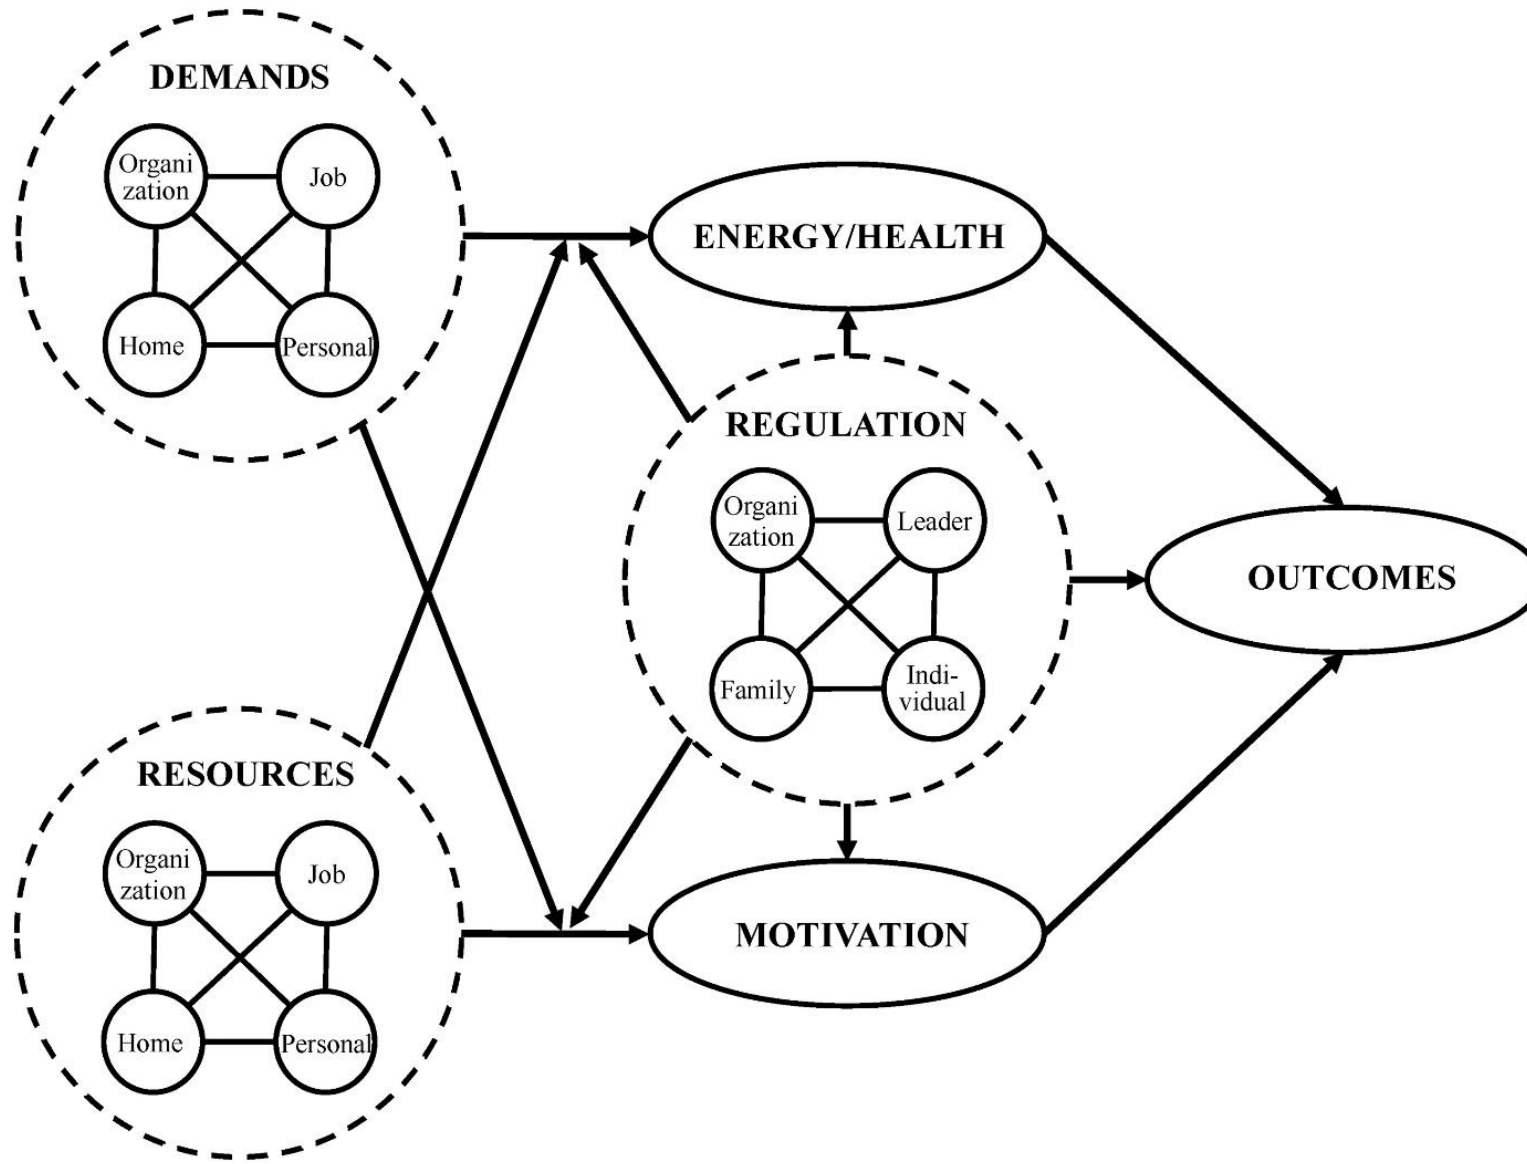 DEMANDS
Organi
zation
Job
Home
Personal
ENERGY/HEALTH
REGULATION
Organi
zation
Leader
Family
Indi-
vidual
OUTCOMES
RESOURCES
Organi
zation
Job
Home
Personal
MOTIVATION